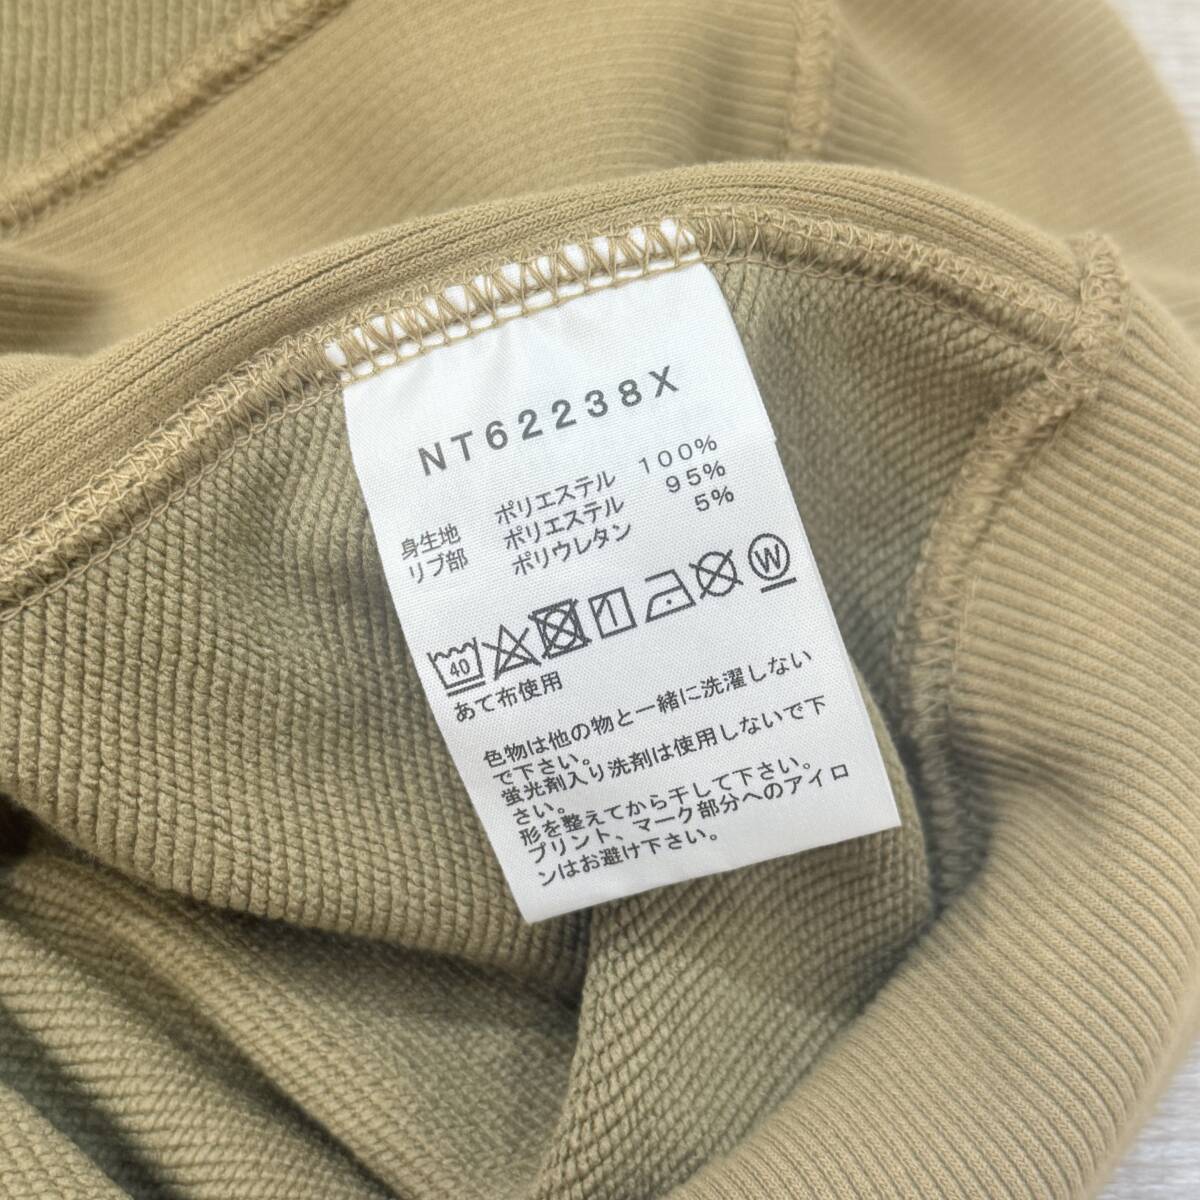 NT62238X
身生地 ポリエステル 100%
リブ部 ポリエステル 95%
ポリウレタン 5%
40 W
あて布使用
色物は他の物と一緒に洗濯しない
で下さい。
蛍光剤入り洗剤は使用しないで下
さい。
形を整えてから干して下さい。
プリント、マーク部分へのアイロ
ンはお避け下さい。